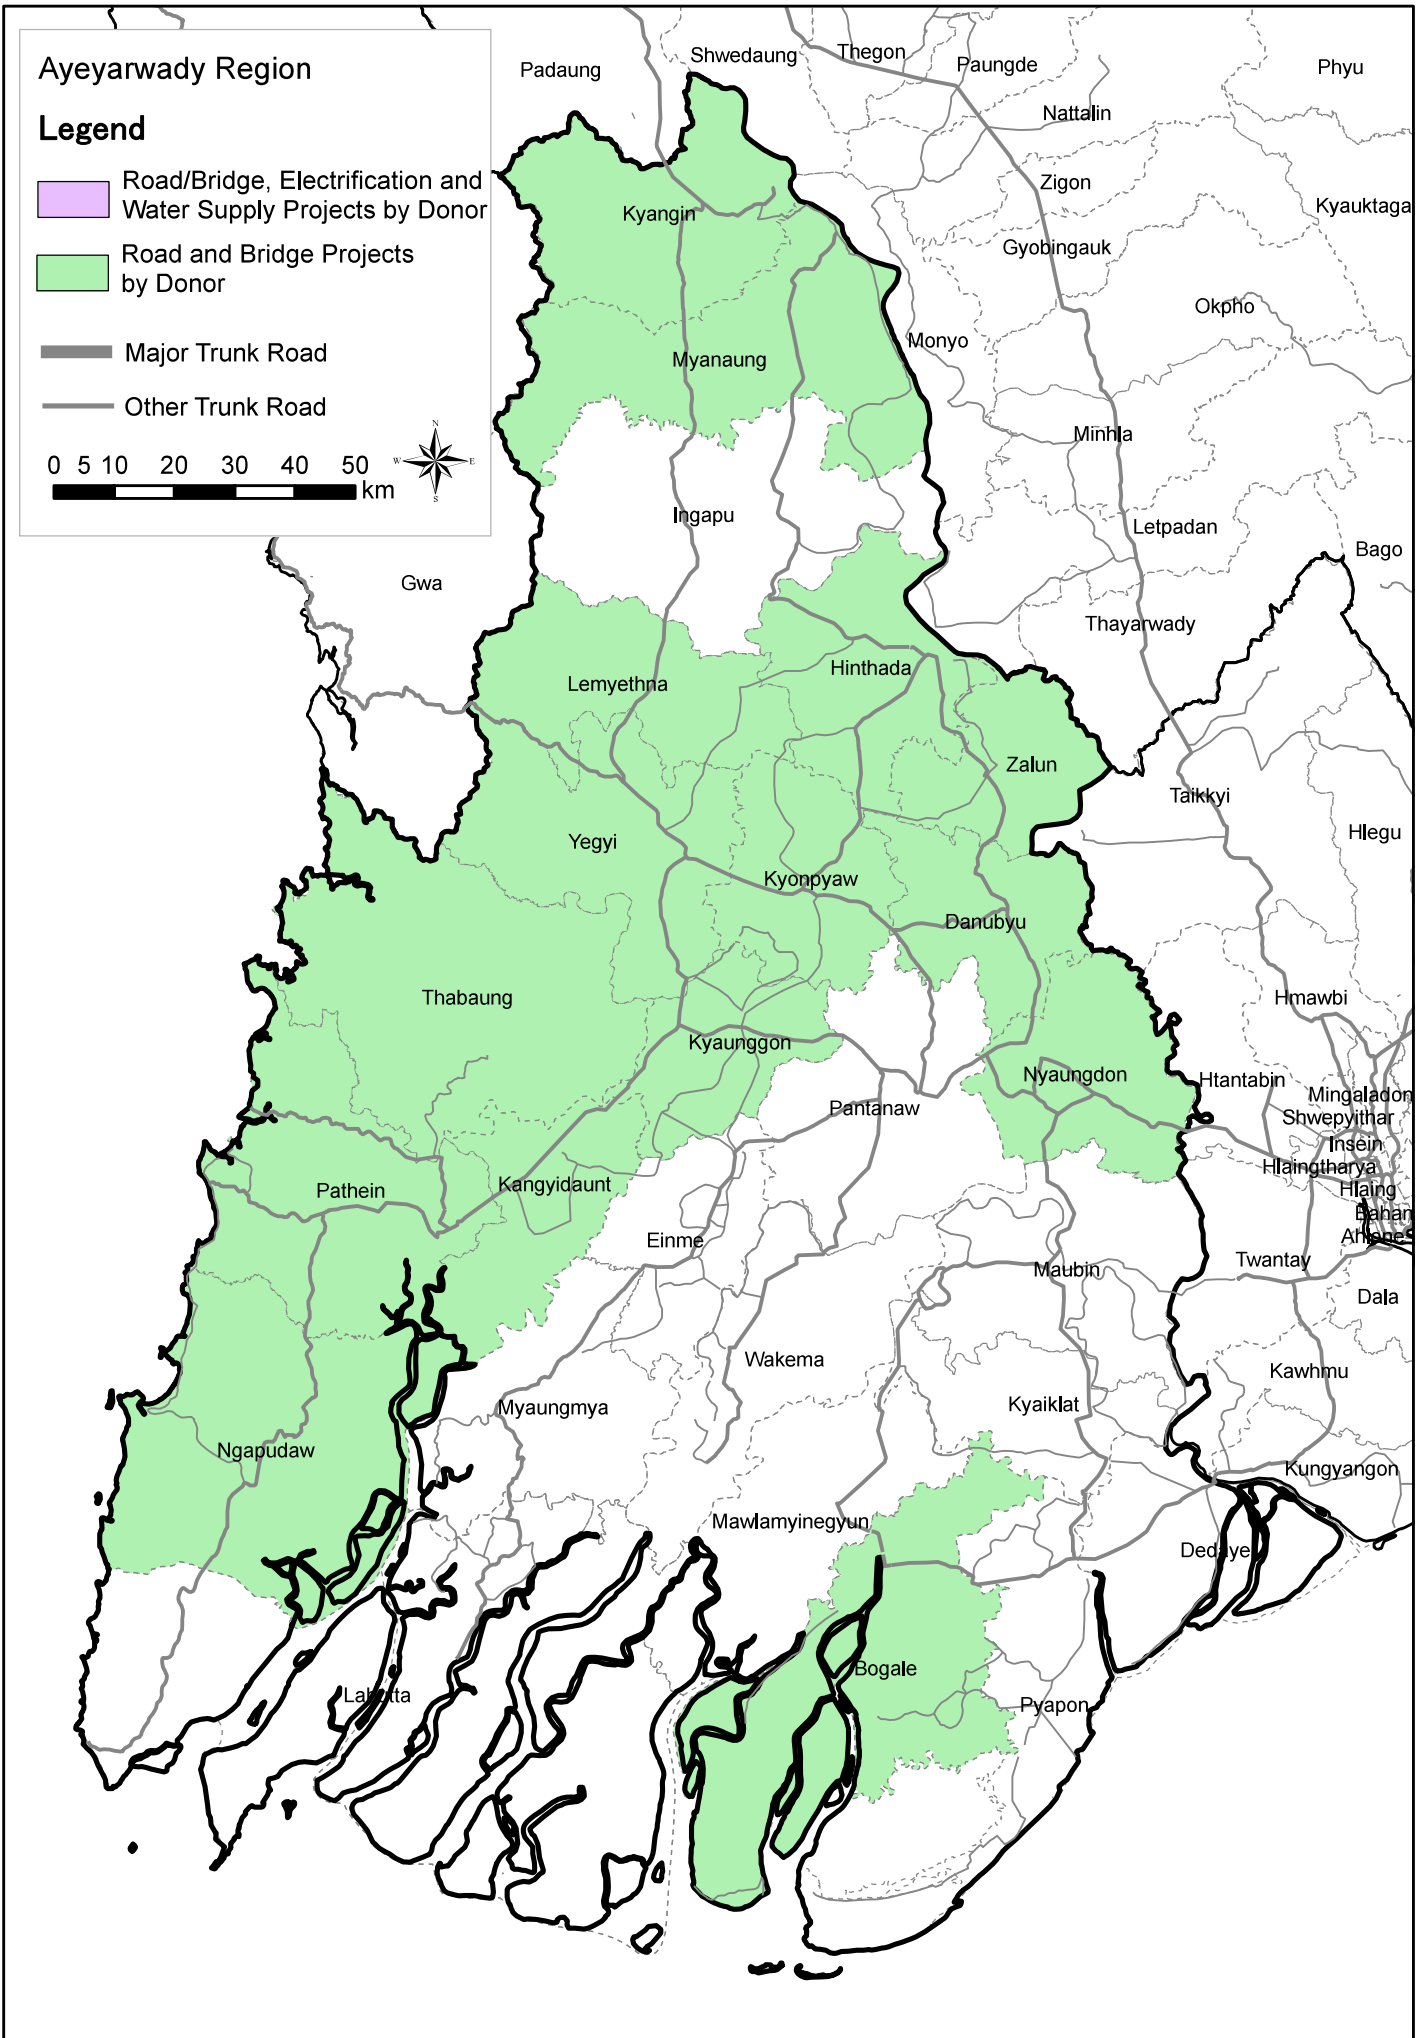 Ayeyarwady Region
Legend
Road/Bridge, Electrification and
Water Supply Projects by Donor
Road and Bridge Projects
by Donor
Major Trunk Road
Other Trunk Road
0 5 10 20 30 40 50
km
N
W E
S
Padaung
Shwedaung
Thegon
Paungde
Phyu
Nattalin
Zigon
Kyauktaga
Kyangin
Gyobingauk
Okpho
Monyo
Myanaung
Minhla
Ingapu
Letpadan
Bago
Gwa
Thayarwady
Hinthada
Lemyethna
Zalun
Taikkyi
Hlegu
Yegyi
Kyonpyaw
Danubyu
Thabaung
Hmawbi
Kyaunggon
Nyaungdon
Htantabin
Mingaladon
Pantanaw
Shwepyithar
Insein
Hlaingtharya
Kangyidaunt
Pathein
Hlaing
Bahan
Einme
Twantay
Maubin
Dala
Wakema
Kawhmu
Myaungmya
Kyaiklat
Ngapudaw
Kungyangon
Mawlamyinegyun
Dedaye
Bogale
Labutta
Pyapon